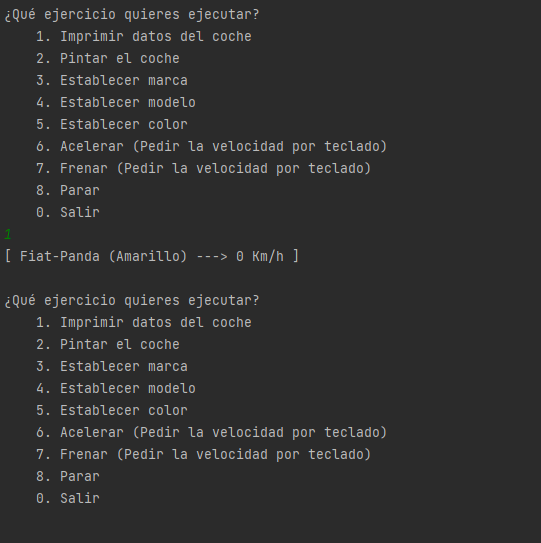 ¿Qué ejercicio quieres ejecutar?
1. Imprimir datos del coche
2. Pintar el coche
3. Establecer marca
4. Establecer modelo
5. Establecer color
6. Acelerar (Pedir la velocidad por teclado)
7. Frenar (Pedir la velocidad por teclado)
8. Parar
0. Salir
1
[ Fiat-Panda (Amarillo) ---> 0 Km/h ]
¿Qué ejercicio quieres ejecutar?
1. Imprimir datos del coche
2. Pintar el coche
3. Establecer marca
4. Establecer modelo
5. Establecer color
6. Acelerar (Pedir la velocidad por teclado)
7. Frenar (Pedir la velocidad por teclado)
8. Parar
0. Salir